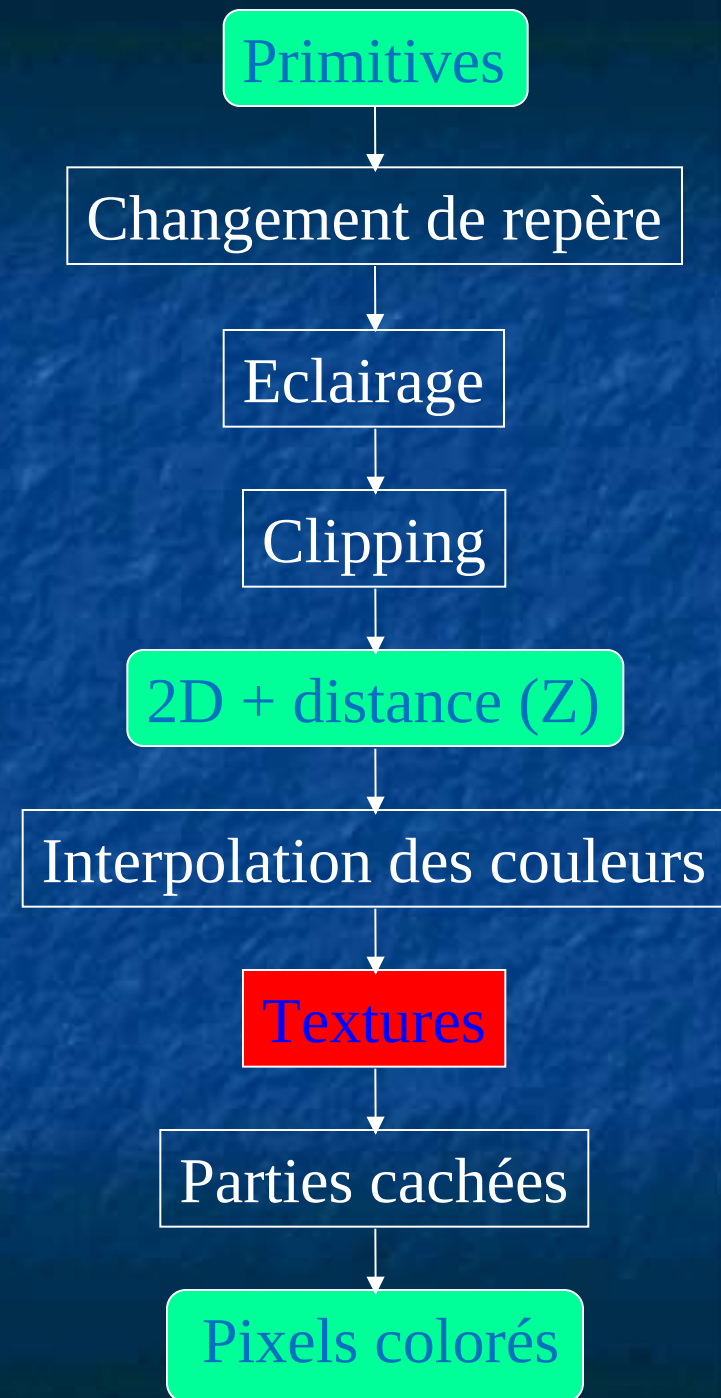 Primitives
Changement de repère
Eclairage
Clipping
2D + distance (Z)
Interpolation des couleurs
Textures
Parties cachées
Pixels colorés